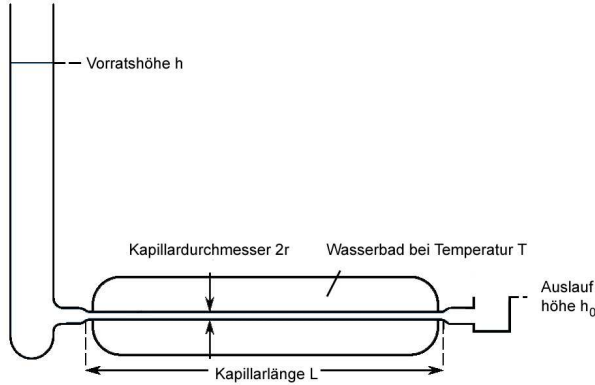 Vorratshöhe h
Kapillardurchmesser 2r
Wasserbad bei Temperatur T
Auslauf
höhe h₀
Kapillarlänge L